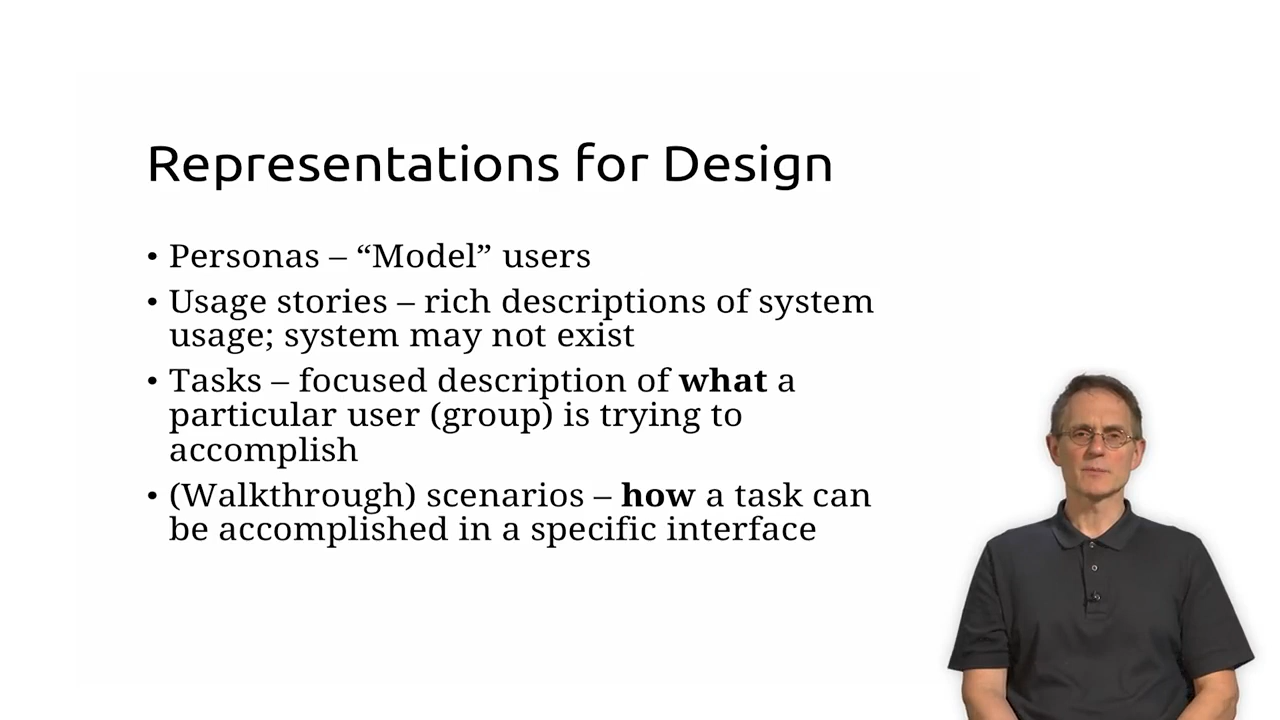 Representations for Design
• Personas – “Model” users
• Usage stories – rich descriptions of system
usage; system may not exist
• Tasks – focused description of what a
particular user (group) is trying to
accomplish
• (Walkthrough) scenarios – how a task can
be accomplished in a specific interface